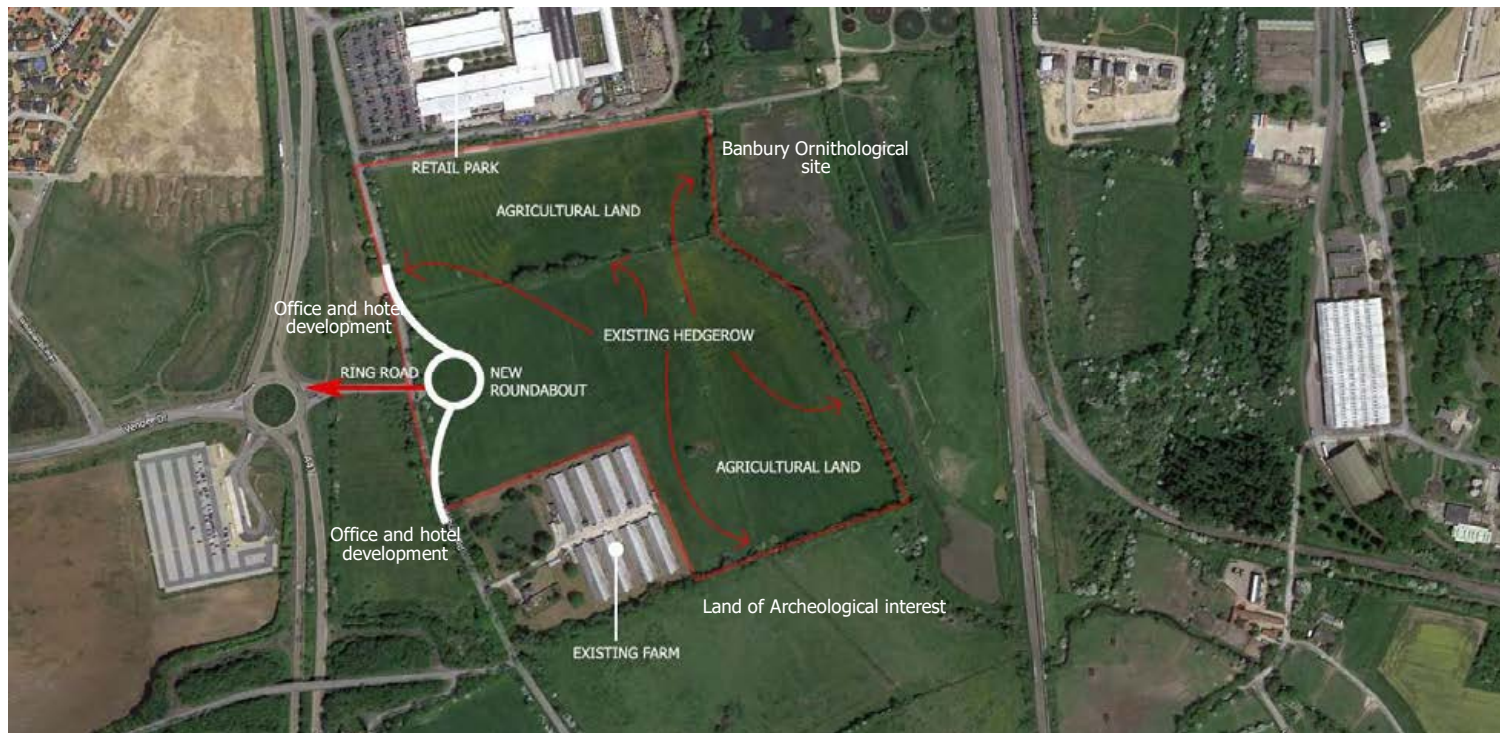 RETAIL PARK
Banbury Ornithological
site
AGRICULTURAL LAND
Office and hotel
development
EXISTING HEDGEROW
RING ROAD
NEW
ROUNDABOUT
AGRICULTURAL LAND
Office and hotel
development
Land of Archeological interest
EXISTING FARM